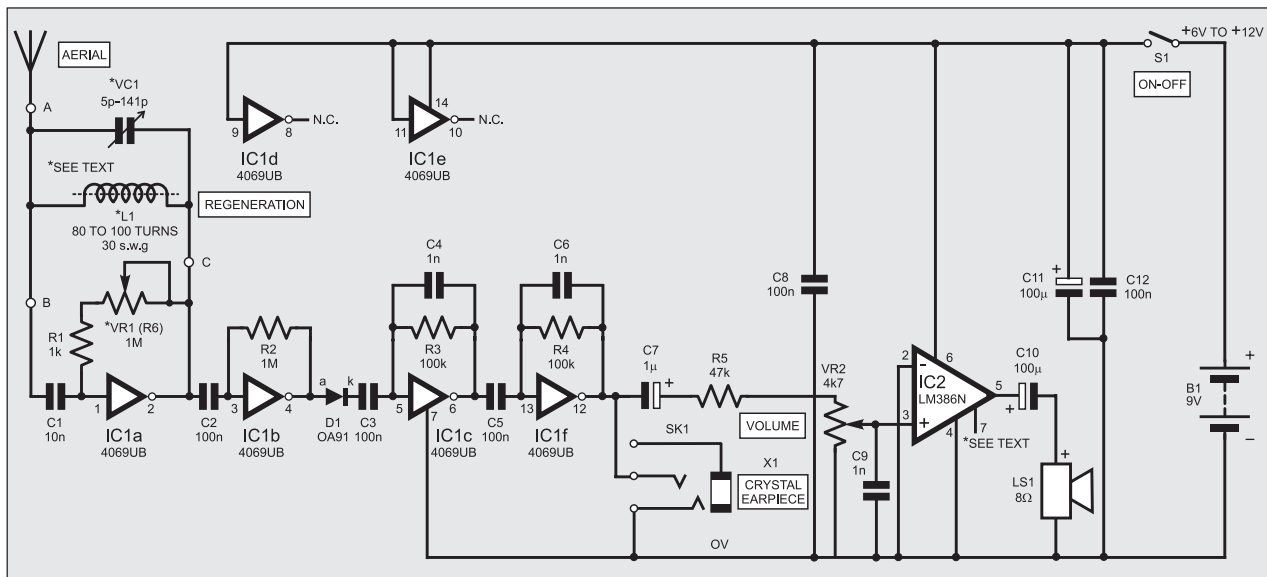 AERIAL
*VC1
5p-141p
A
*SEE TEXT
*L1
80 TO 100 TURNS
30 s.w.g
REGENERATION
C
B
R1
1k
*VR1 (R6)
1M
C1
10n
1
2
IC1a
4069UB
C2
100n
R2
1M
3
4
IC1b
4069UB
a
k
D1
OA91
C3
100n
C4
1n
R3
100k
5
6
7
IC1c
4069UB
C5
100n
C6
1n
R4
100k
13
12
IC1f
4069UB
9
8
N.C.
IC1d
4069UB
14
11
10
N.C.
IC1e
4069UB
C7
1µ
+
R5
47k
SK1
X1
CRYSTAL
EARPIECE
VOLUME
VR2
4k7
C8
100n
C9
1n
2
-
6
IC2
LM386N
3
+
4
5
7
*SEE TEXT
C10
100µ
+
+
LS1
8Ω
+
C11
100µ
C12
100n
S1
ON-OFF
+6V TO +12V
+
B1
9V
–
OV